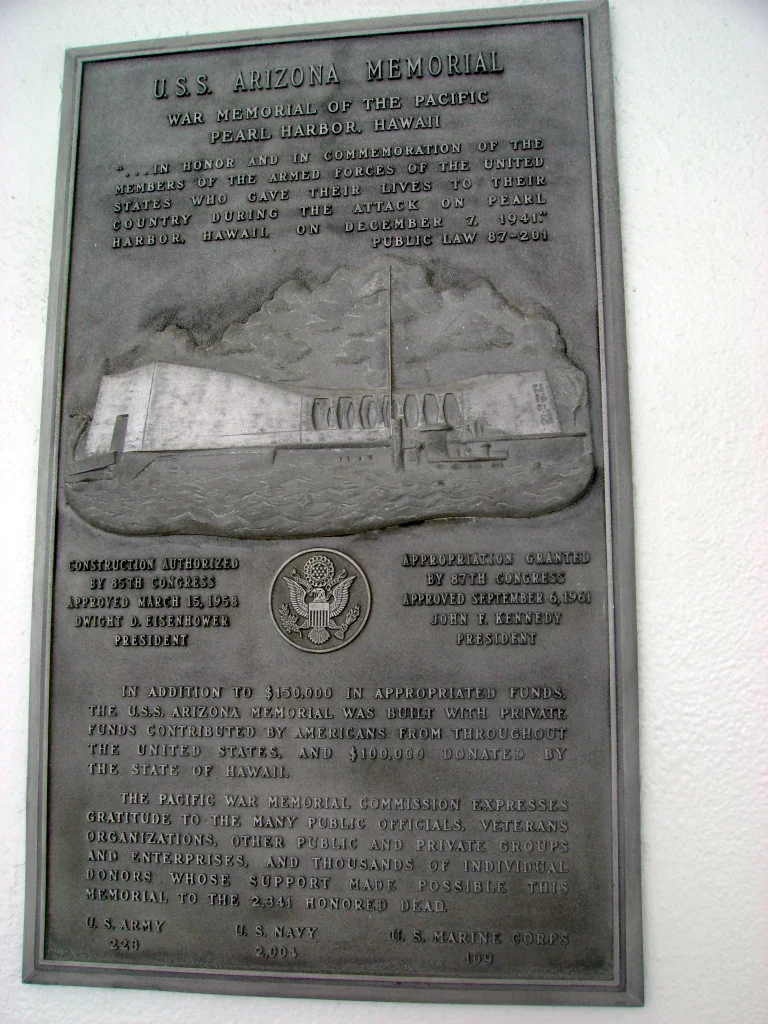 U.S.S. ARIZONA MEMORIAL
WAR MEMORIAL OF THE PACIFIC
PEARL HARBOR, HAWAII
"...IN HONOR AND IN COMMEMORATION OF THE
MEMBERS OF THE ARMED FORCES OF THE UNITED
STATES WHO GAVE THEIR LIVES TO THEIR
COUNTRY DURING THE ATTACK ON PEARL
HARBOR, HAWAII, ON DECEMBER 7, 1941."
PUBLIC LAW 87-201
CONSTRUCTION AUTHORIZED
BY 85TH CONGRESS
APPROVED MARCH 15, 1958
DWIGHT D. EISENHOWER
PRESIDENT
APPROPRIATION GRANTED
BY 87TH CONGRESS
APPROVED SEPTEMBER 6, 1961
JOHN F. KENNEDY
PRESIDENT
IN ADDITION TO $150,000 IN APPROPRIATED FUNDS,
THE U.S.S. ARIZONA MEMORIAL WAS BUILT WITH PRIVATE
FUNDS CONTRIBUTED BY AMERICANS FROM THROUGHOUT
THE UNITED STATES, AND $100,000 DONATED BY
THE STATE OF HAWAII.
THE PACIFIC WAR MEMORIAL COMMISSION EXPRESSES
GRATITUDE TO THE MANY PUBLIC OFFICIALS, VETERANS
ORGANIZATIONS, OTHER PUBLIC AND PRIVATE GROUPS
AND ENTERPRISES, AND THOUSANDS OF INDIVIDUAL
DONORS WHOSE SUPPORT MADE POSSIBLE THIS
MEMORIAL TO THE 2,341 HONORED DEAD.
U. S. ARMY
228
U. S. NAVY
2,004
U. S. MARINE CORPS
109